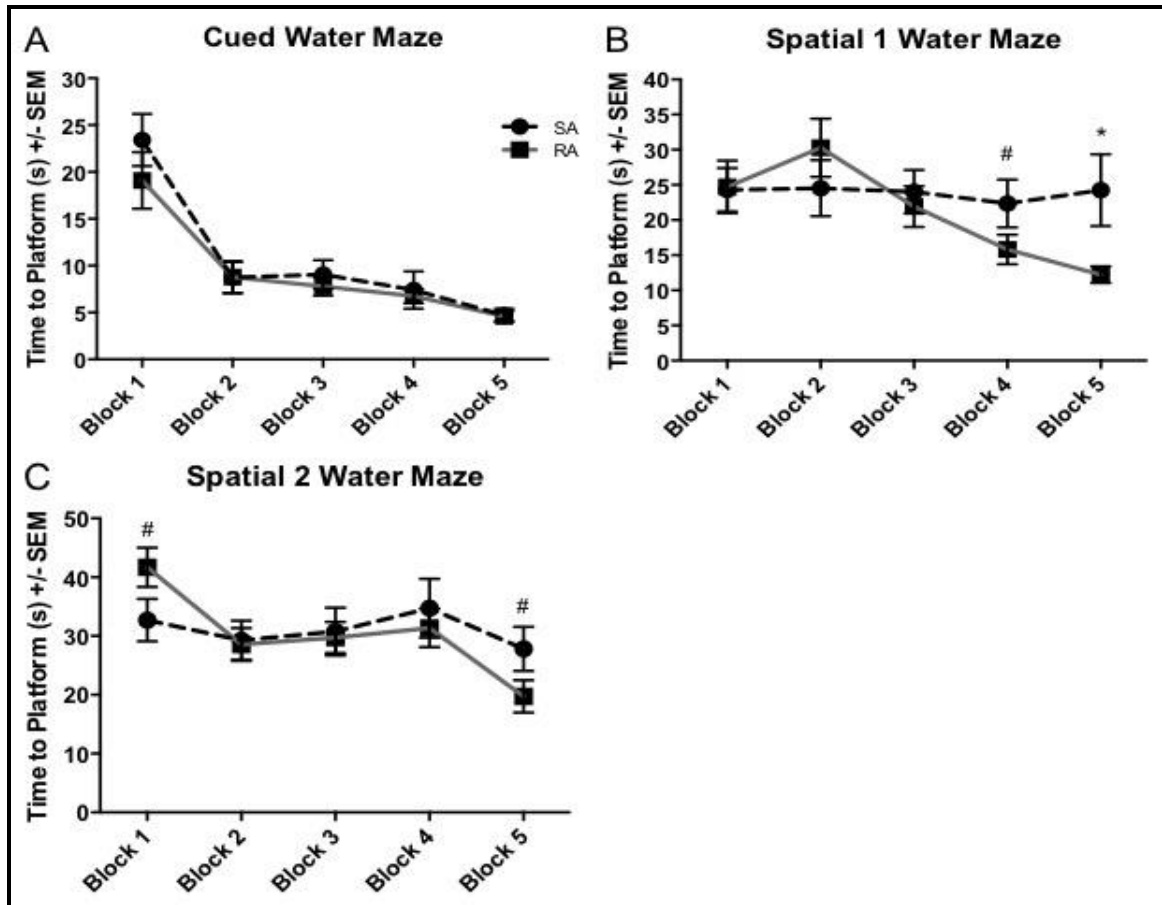 A
Cued Water Maze
Time to Platform (s) +/- SEM
30
25
20
15
10
5
0
SA
RA
Block 1
Block 2
Block 3
Block 4
Block 5
B
Spatial 1 Water Maze
Time to Platform (s) +/- SEM
40
35
30
25
20
15
10
5
0
#
*
Block 1
Block 2
Block 3
Block 4
Block 5
C
Spatial 2 Water Maze
Time to Platform (s) +/- SEM
50
40
30
20
10
0
#
#
Block 1
Block 2
Block 3
Block 4
Block 5